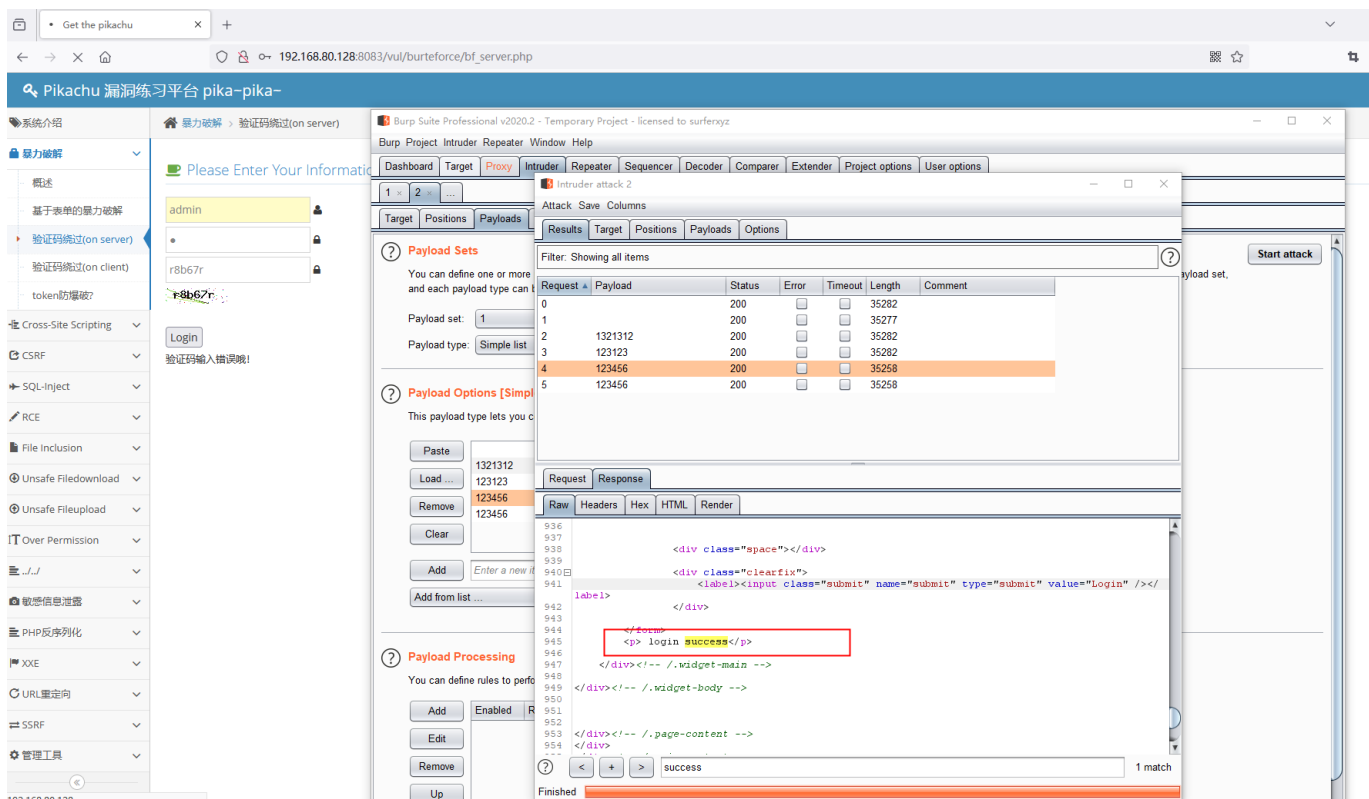 Get the pikachu
192.168.80.128:8083/vul/burteforce/bf_server.php
Pikachu 漏洞练习平台 pika~pika~
系统介绍
暴力破解
概述
基于表单的暴力破解
验证码绕过(on server)
验证码绕过(on client)
token防爆破?
Cross-Site Scripting
CSRF
SQL-Inject
RCE
File Inclusion
Unsafe Filedownload
Unsafe Fileupload
Over Permission
../../
敏感信息泄露
PHP反序列化
XXE
URL重定向
SSRF
管理工具
暴力破解 > 验证码绕过(on server)
Please Enter Your Informatic
admin
r8b67r
r8b67r
Login
验证码输入错误哦!
Burp Suite Professional v2020.2 - Temporary Project - licensed to surferxyz
Burp Project Intruder Repeater Window Help
Dashboard Target Proxy Intruder Repeater Sequencer Decoder Comparer Extender Project options User options
1 × 2 × ...
Target Positions Payloads
Payload Sets
Start attack
You can define one or more
ayload set,
and each payload type can b
Payload set: 1
Payload type: Simple list
Payload Options [Simpl
This payload type lets you c
Paste
Load ...
Remove
Clear
1321312
123123
123456
123456
Add Enter a new it
Add from list ...
Payload Processing
You can define rules to perfo
Add
Edit
Remove
Up
Enabled R
Intruder attack 2
Attack Save Columns
Results Target Positions Payloads Options
Filter: Showing all items
Request Payload Status Error Timeout Length Comment
0 200 35282
1 200 35277
2 1321312 200 35282
3 123123 200 35282
4 123456 200 35258
5 123456 200 35258
Request Response
Raw Headers Hex HTML Render
936
937
938 <div class="space"></div>
939
940 <div class="clearfix">
941 <label><input class="submit" name="submit" type="submit" value="Login" /></
label>
942 </div>
943
944 </form>
945 <p> login success</p>
946
947 </div><!-- /.widget-main -->
948
949 </div><!-- /.widget-body -->
950
951
952
953 </div><!-- /.page-content -->
954 </div>
< + > success 1 match
Finished